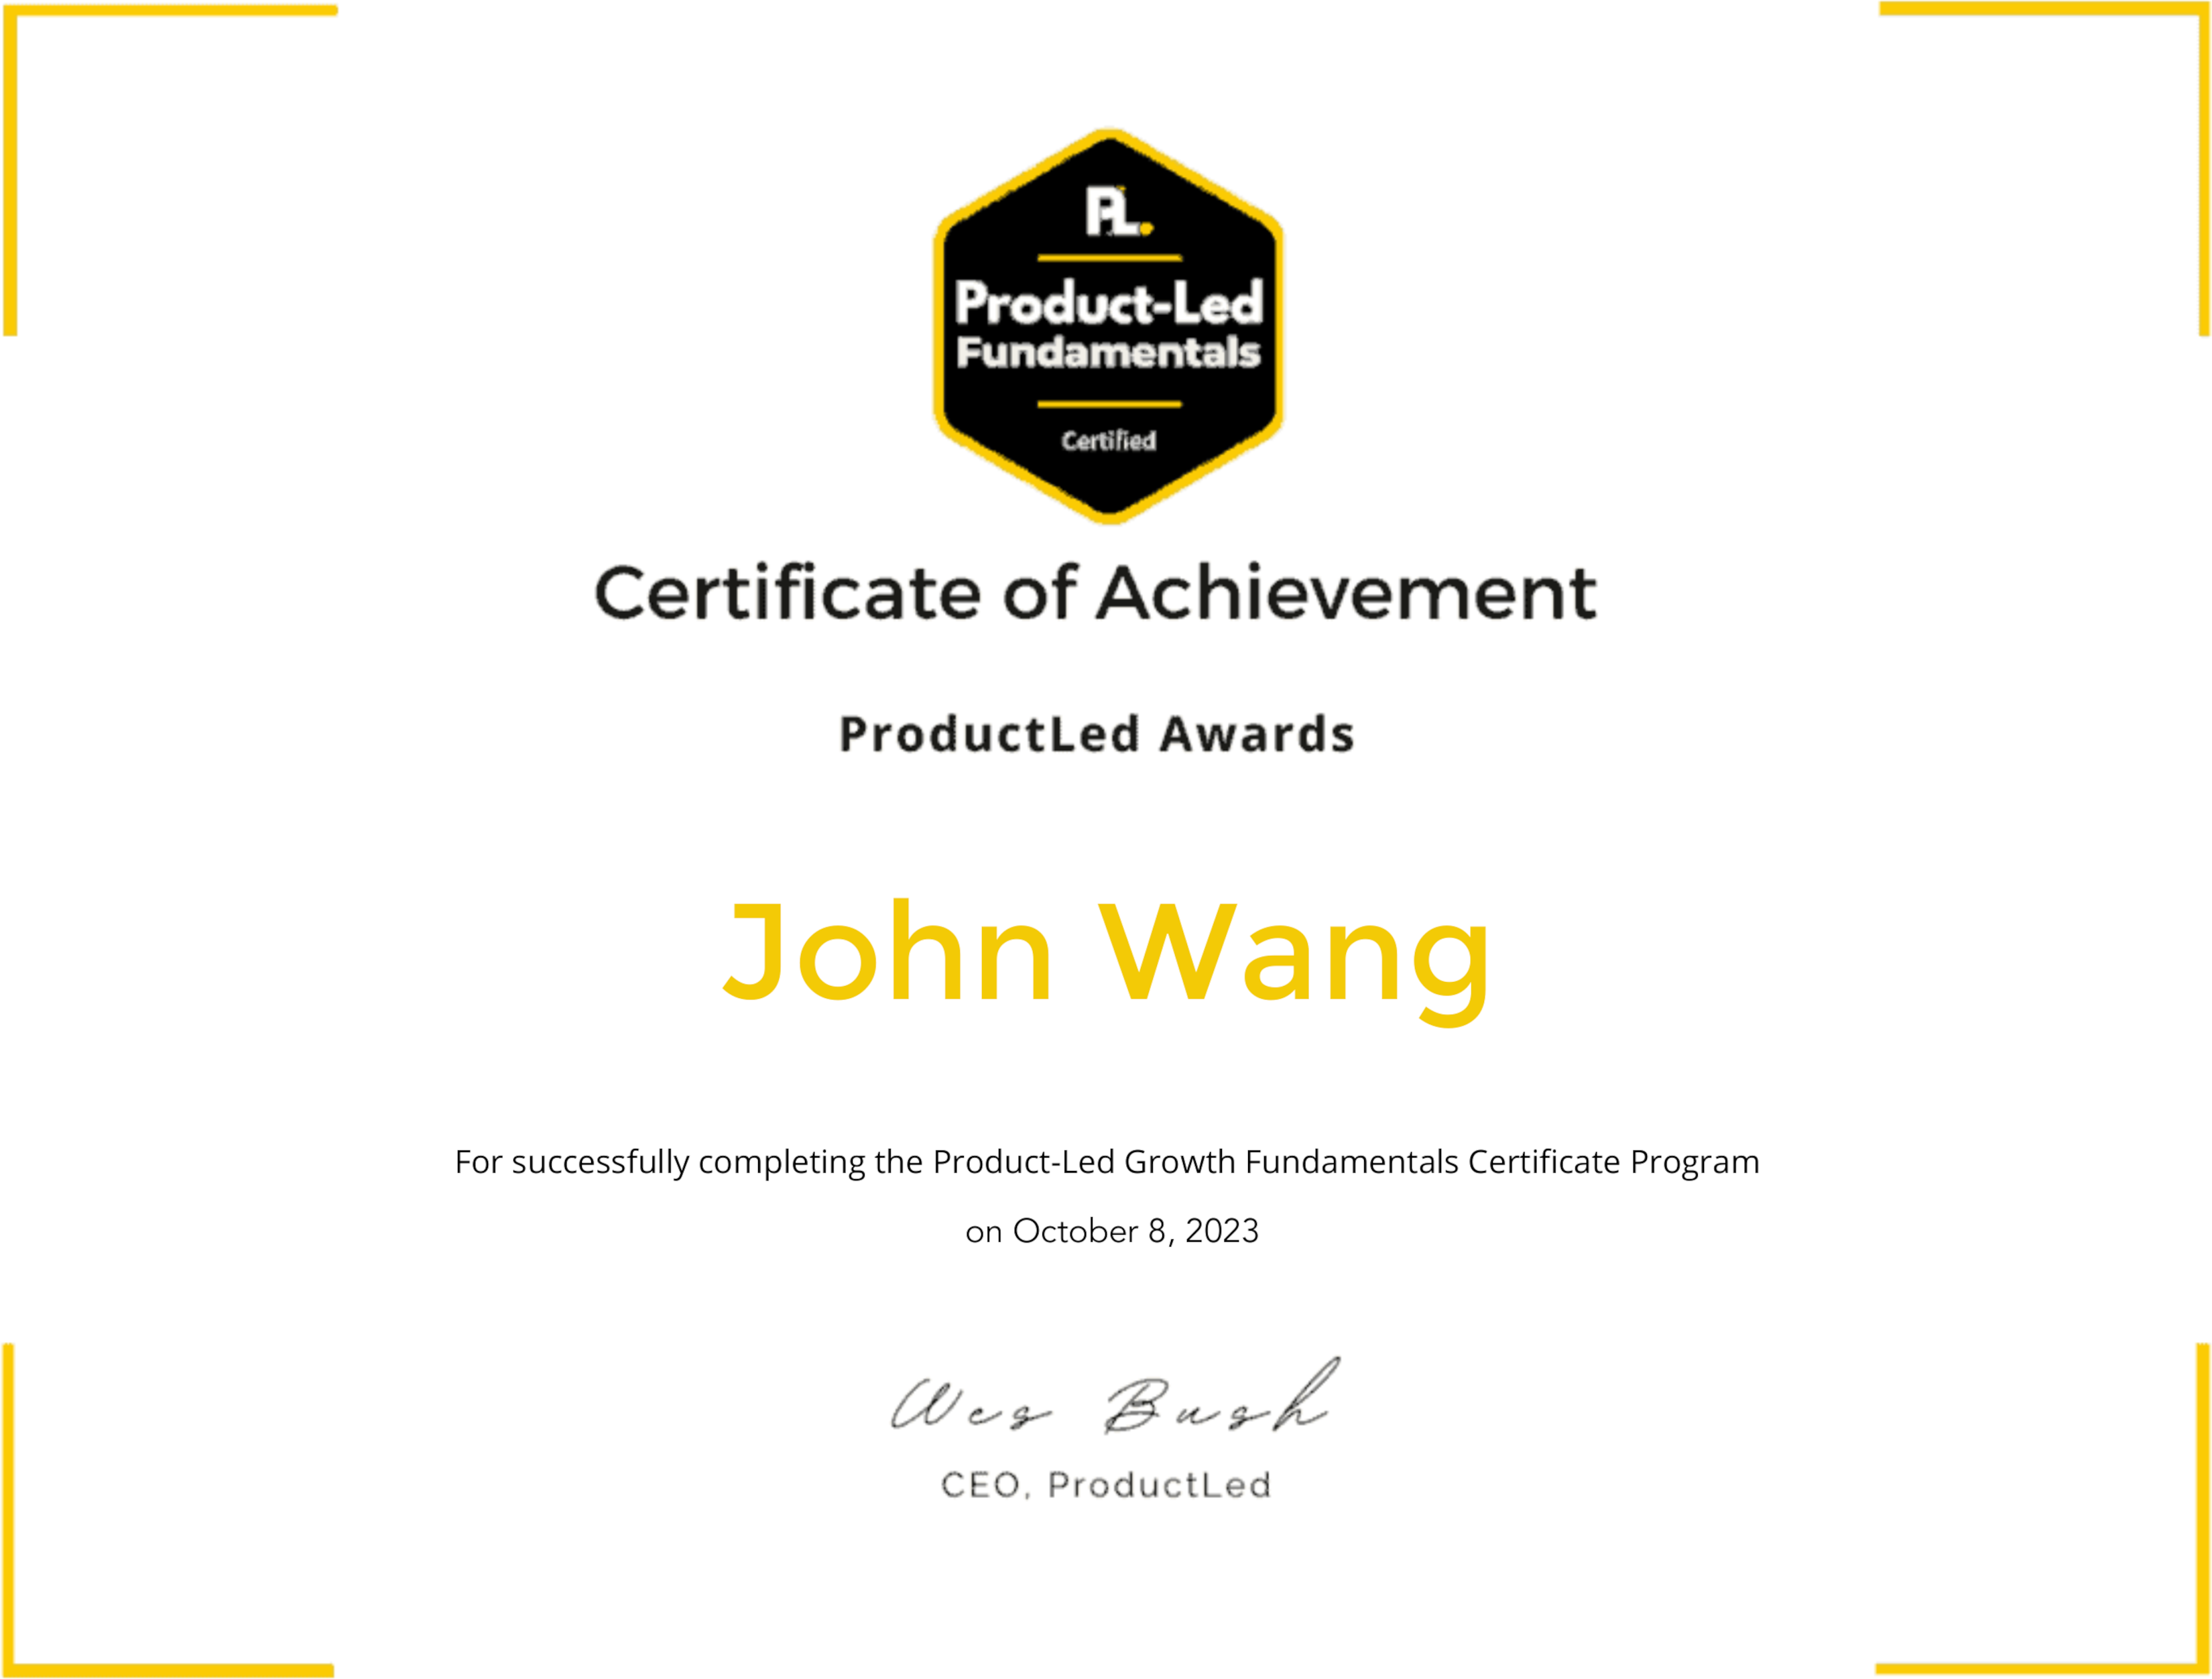 PL.
Product-Led
Fundamentals
Certified
Certificate of Achievement
ProductLed Awards
John Wang
For successfully completing the Product-Led Growth Fundamentals Certificate Program
on October 8, 2023
Wes Bush
CEO, ProductLed